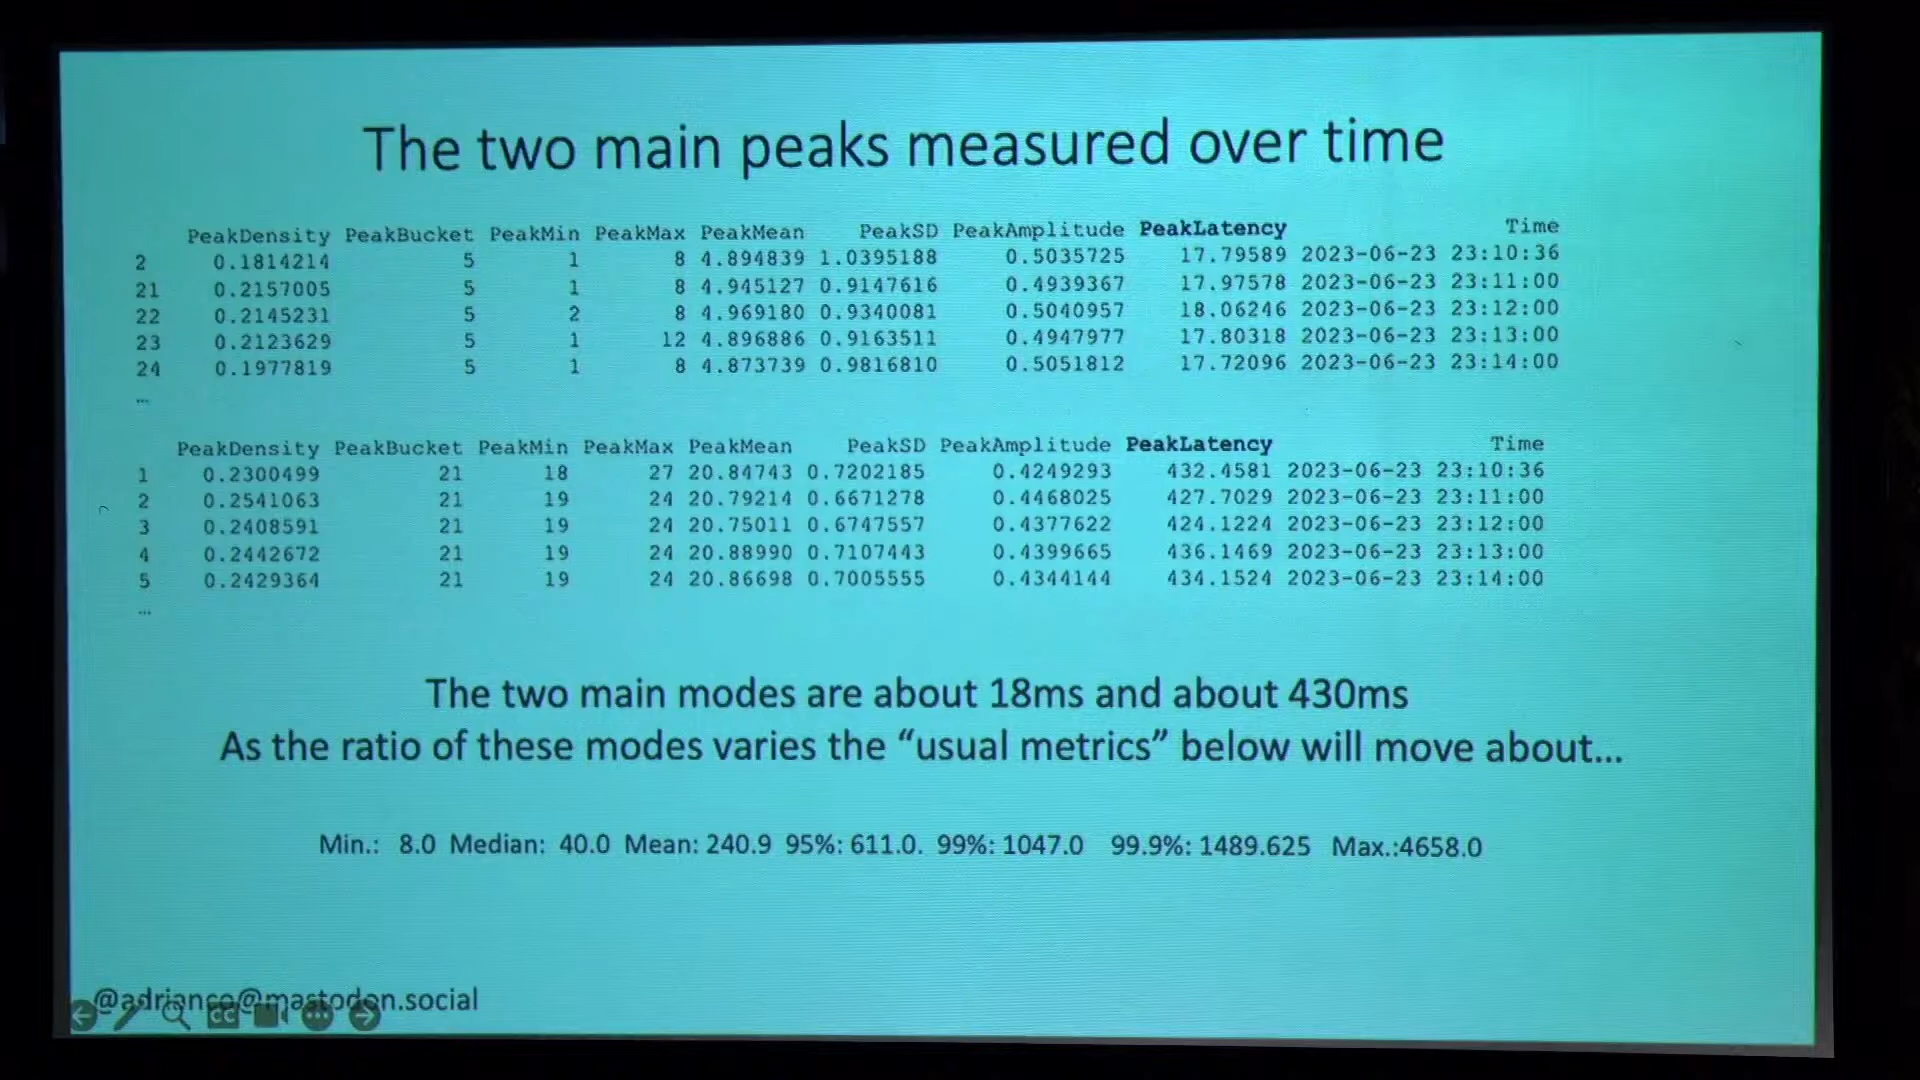 The two main peaks measured over time
PeakDensity PeakBucket PeakMin PeakMax PeakMean PeakSD PeakAmplitude PeakLatency Time
2 0.1814214 5 1 8 4.894839 1.0395188 0.5035725 17.79589 2023-06-23 23:10:36
21 0.2157005 5 1 8 4.945127 0.9147616 0.4939367 17.97578 2023-06-23 23:11:00
22 0.2145231 5 2 8 4.969180 0.9340081 0.5040957 18.06246 2023-06-23 23:12:00
23 0.2123629 5 1 12 4.896886 0.9163511 0.4947977 17.80318 2023-06-23 23:13:00
24 0.1977819 5 1 8 4.873739 0.9816810 0.5051812 17.72096 2023-06-23 23:14:00
...
PeakDensity PeakBucket PeakMin PeakMax PeakMean PeakSD PeakAmplitude PeakLatency Time
1 0.2300499 21 18 27 20.84743 0.7202185 0.4249293 432.4581 2023-06-23 23:10:36
2 0.2541063 21 19 24 20.79214 0.6671278 0.4468025 427.7029 2023-06-23 23:11:00
3 0.2408591 21 19 24 20.75011 0.6747557 0.4377622 424.1224 2023-06-23 23:12:00
4 0.2442672 21 19 24 20.88990 0.7107443 0.4399665 436.1469 2023-06-23 23:13:00
5 0.2429364 21 19 24 20.86698 0.7005555 0.4344144 434.1524 2023-06-23 23:14:00
...
The two main modes are about 18ms and about 430ms
As the ratio of these modes varies the “usual metrics” below will move about...
Min.: 8.0 Median: 40.0 Mean: 240.9 95%: 611.0. 99%: 1047.0 99.9%: 1489.625 Max.:4658.0
@adrianco@mastodon.social
CC